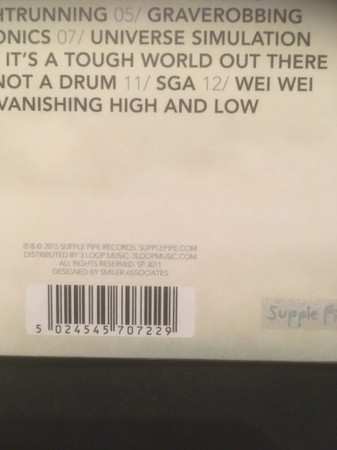 HTRUNNING 05/ GRAVEROBBING
ONICS 07/ UNIVERSE SIMULATION
IT'S A TOUGH WORLD OUT THERE
NOT A DRUM 11/ SGA 12/ WEI WEI
VANISHING HIGH AND LOW
℗ & © 2015 SUPPLE PIPE RECORDS. SUPPLEPIPE.COM
DISTRIBUTED BY 3 LOOP MUSIC. 3LOOPMUSIC.COM
ALL RIGHTS RESERVED. SP 4011
DESIGNED BY SMILER ASSOCIATES
5 024545 707229
Supple Pi